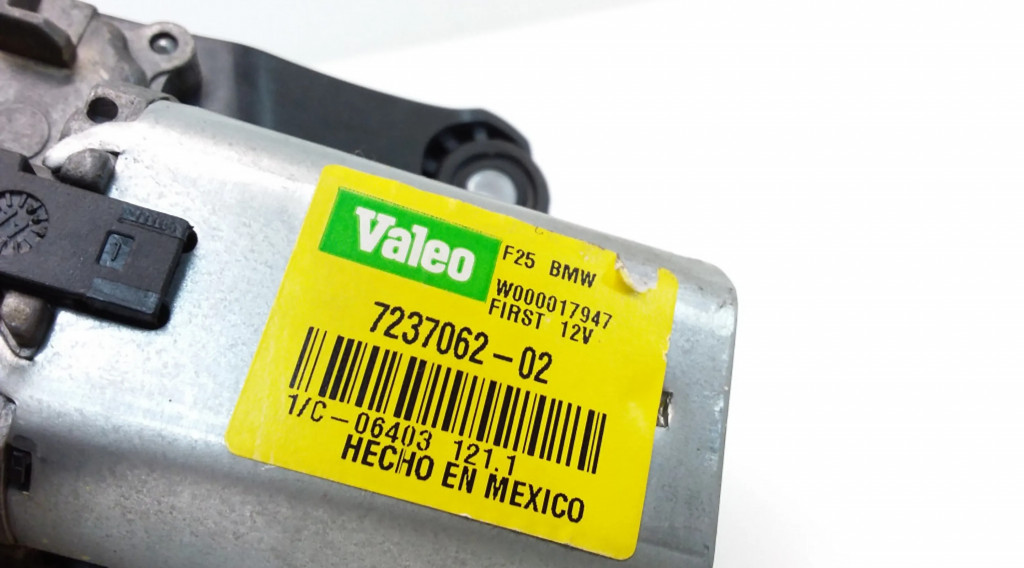 Valeo
F25 BMW
W000017947
FIRST 12V
7237062-02
1/C-06403 121.1
HECHO EN MEXICO